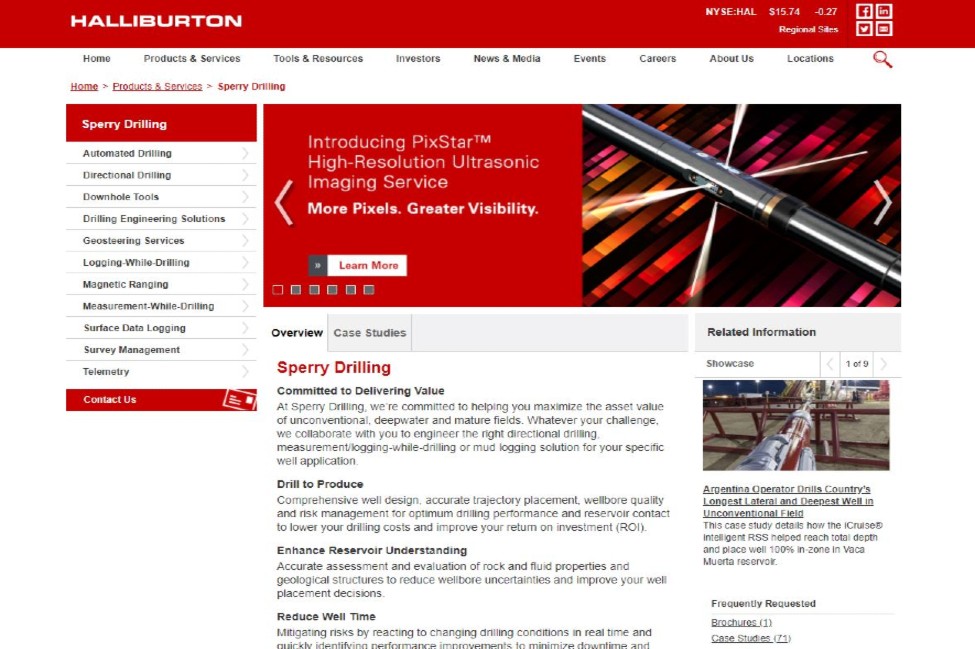 HALLIBURTON
NYSE:HAL $15.74 -0.27
Regional Sites
Home Products & Services Tools & Resources Investors News & Media Events Careers About Us Locations
Home > Products & Services > Sperry Drilling
Sperry Drilling
Automated Drilling
Directional Drilling
Downhole Tools
Drilling Engineering Solutions
Geosteering Services
Logging-While-Drilling
Magnetic Ranging
Measurement-While-Drilling
Surface Data Logging
Survey Management
Telemetry
Contact Us
Introducing PixStar™
High-Resolution Ultrasonic
Imaging Service
More Pixels. Greater Visibility.
» Learn More
Overview Case Studies
Sperry Drilling
Committed to Delivering Value
At Sperry Drilling, we're committed to helping you maximize the asset value
of unconventional, deepwater and mature fields. Whatever your challenge,
we collaborate with you to engineer the right directional drilling,
measurement/logging-while-drilling or mud logging solution for your specific
well application.
Drill to Produce
Comprehensive well design, accurate trajectory placement, wellbore quality
and risk management for optimum drilling performance and reservoir contact
to lower your drilling costs and improve your return on investment (ROI).
Enhance Reservoir Understanding
Accurate assessment and evaluation of rock and fluid properties and
geological structures to reduce wellbore uncertainties and improve your well
placement decisions.
Reduce Well Time
Mitigating risks by reacting to changing drilling conditions in real time and
quickly identifying performance improvements to minimize downtime and
Related Information
Showcase 1 of 9
Argentina Operator Drills Country's
Longest Lateral and Deepest Well in
Unconventional Field
This case study details how the iCruise®
intelligent RSS helped reach total depth
and place well 100% in-zone in Vaca
Muerta reservoir.
Frequently Requested
Brochures (1)
Case Studies (71)